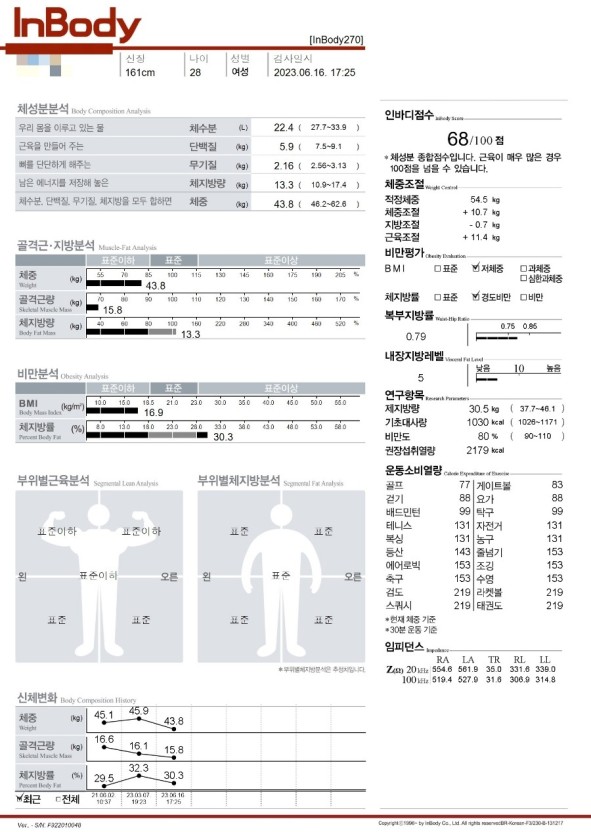 InBody
[InBody270]
신장 나이 성별 검사일시
161cm 28 여성 2023.06.16. 17:25
체성분분석 Body Composition Analysis
우리 몸을 이루고 있는 물 체수분 (L) 22.4 ( 27.7~33.9 )
근육을 만들어 주는 단백질 (kg) 5.9 ( 7.5~9.1 )
뼈를 단단하게 해주는 무기질 (kg) 2.16 ( 2.56~3.13 )
남은 에너지를 저장해 놓은 체지방량 (kg) 13.3 ( 10.9~17.4 )
체수분, 단백질, 무기질, 체지방을 모두 합하면 체중 (kg) 43.8 ( 46.2~62.6 )
골격근·지방분석 Muscle-Fat Analysis
표준이하 표준 표준이상
체중 (kg) 55 70 85 100 115 130 145 160 175 190 205 %
Weight 43.8
골격근량 (kg) 70 80 90 100 110 120 130 140 150 160 170 %
Skeletal Muscle Mass 15.8
체지방량 (kg) 40 60 80 100 160 220 280 340 400 460 520 %
Body Fat Mass 13.3
비만분석 Obesity Analysis
표준이하 표준 표준이상
BMI (kg/m²) 10.0 15.0 18.5 21.0 25.0 30.0 35.0 40.0 45.0 50.0 55.0
Body Mass Index 16.9
체지방률 (%) 8.0 13.0 18.0 23.0 28.0 33.0 38.0 43.0 48.0 53.0 58.0
Percent Body Fat 30.3
부위별근육분석 Segmental Lean Analysis
표준이하 표준이하
왼 표준이하 오른
표준 표준
부위별체지방분석 Segmental Fat Analysis
표준 표준
왼 표준 오른
표준 표준
*부위별체지방분석은 추정치입니다.
신체변화 Body Composition History
체중 (kg) 45.1 45.9 43.8
Weight
골격근량 (kg) 16.6 16.1 15.8
Skeletal Muscle Mass
체지방률 (%) 29.5 32.3 30.3
Percent Body Fat
최근 전체 21.06.02. 23.03.07. 23.06.16.
10:37 19:23 17:25
Ver., - S/N: F922010048
인바디점수 InBody Score
68/100 점
*체성분 종합점수입니다. 근육이 매우 많은 경우
100점을 넘을 수 있습니다.
체중조절 Weight Control
적정체중 54.5 kg
체중조절 + 10.7 kg
지방조절 - 0.7 kg
근육조절 + 11.4 kg
비만평가 Obesity Evaluation
BMI 표준 저체중 과체중
심한과체중
체지방률 표준 경도비만 비만
복부지방률 Waist-Hip Ratio
0.79 0.75 0.85
내장지방레벨 Visceral Fat Level
5 낮음 10 높음
연구항목 Research Parameters
제지방량 30.5 kg ( 37.7~46.1 )
기초대사량 1030 kcal ( 1026~1171 )
비만도 80 % ( 90~110 )
권장섭취열량 2179 kcal
운동소비열량 Calorie Expenditure of Exercise
골프 77 게이트볼 83
걷기 88 요가 88
배드민턴 99 탁구 99
테니스 131 자전거 131
복싱 131 농구 131
등산 143 줄넘기 153
에어로빅 153 조깅 153
축구 153 수영 153
검도 219 라켓볼 219
스쿼시 219 태권도 219
*현재 체중 기준
*30분 운동 기준
임피던스 Impedance
RA LA TR RL LL
Z(Ω) 20 kHz 554.6 561.9 35.0 331.6 339.0
100 kHz 519.4 527.9 31.6 306.9 314.8
Copyrightⓒ1996~ by InBody Co., Ltd. All rights reserved.BR-Korean-F3/230-B-131217